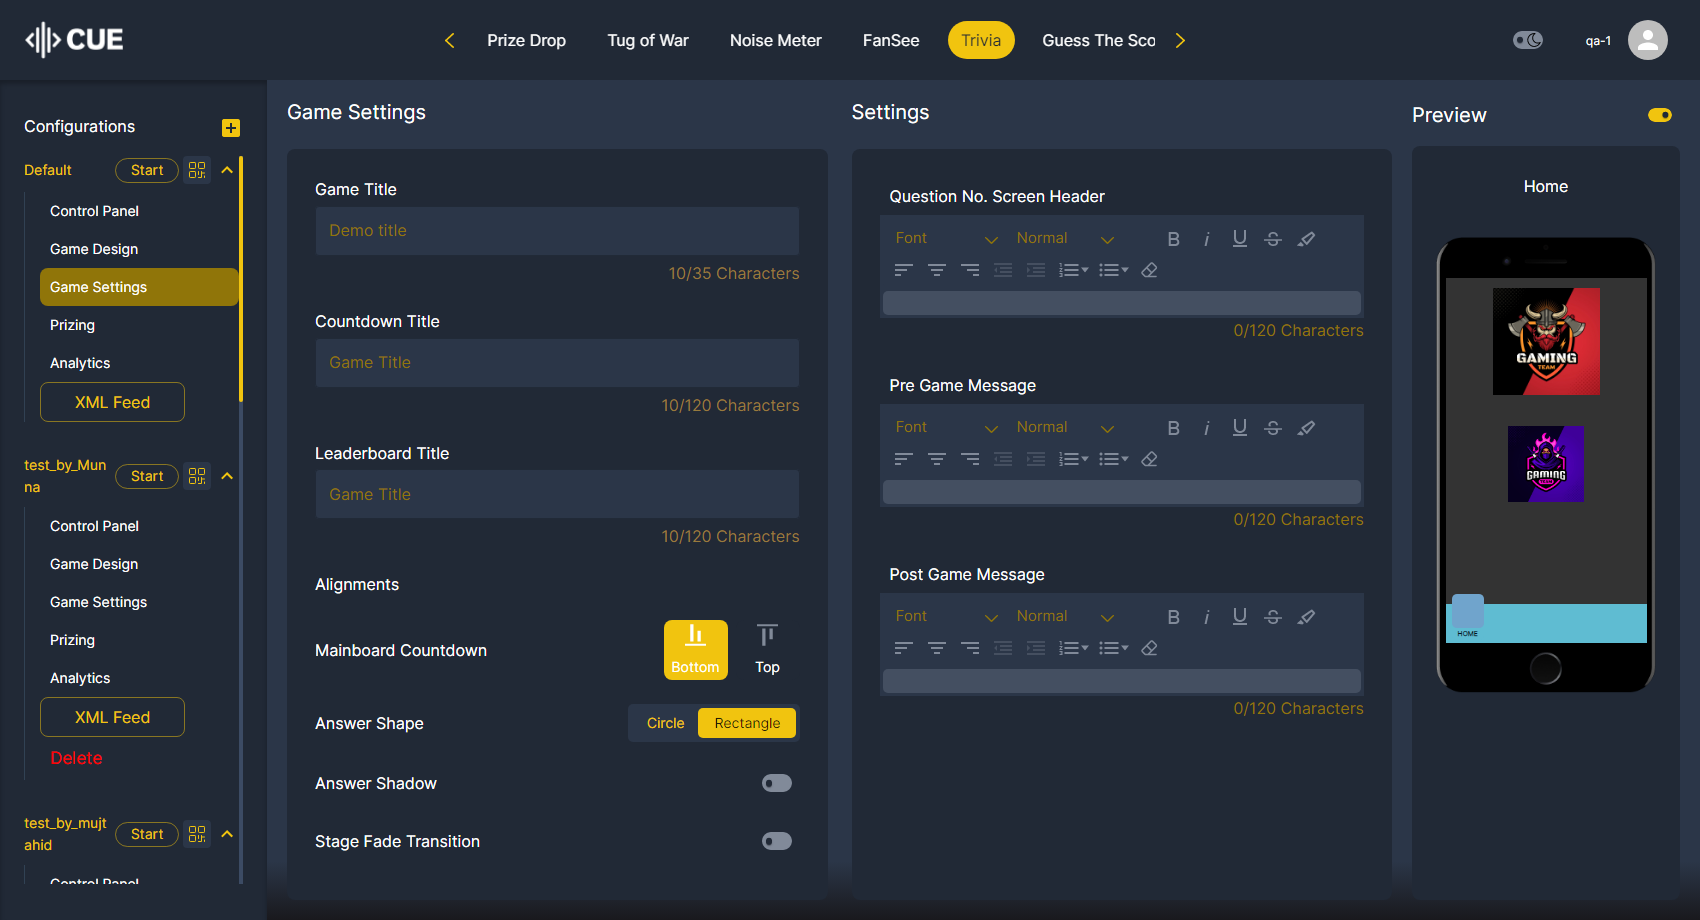 CUE
Prize Drop
Tug of War
Noise Meter
FanSee
Trivia
Guess The Sco
qa-1
Configurations
Default
Start
Control Panel
Game Design
Game Settings
Prizing
Analytics
XML Feed
test_by_Mun
na
Start
Control Panel
Game Design
Game Settings
Prizing
Analytics
XML Feed
Delete
test_by_mujt
ahid
Start
Control Panel
Game Settings
Game Title
Demo title
10/35 Characters
Countdown Title
Game Title
10/120 Characters
Leaderboard Title
Game Title
10/120 Characters
Alignments
Mainboard Countdown
Bottom
Top
Answer Shape
Circle
Rectangle
Answer Shadow
Stage Fade Transition
Settings
Question No. Screen Header
Font
Normal
B i U S
0/120 Characters
Pre Game Message
Font
Normal
B i U S
0/120 Characters
Post Game Message
Font
Normal
B i U S
0/120 Characters
Preview
Home
GAMING
TEAM
GAMING
HOME